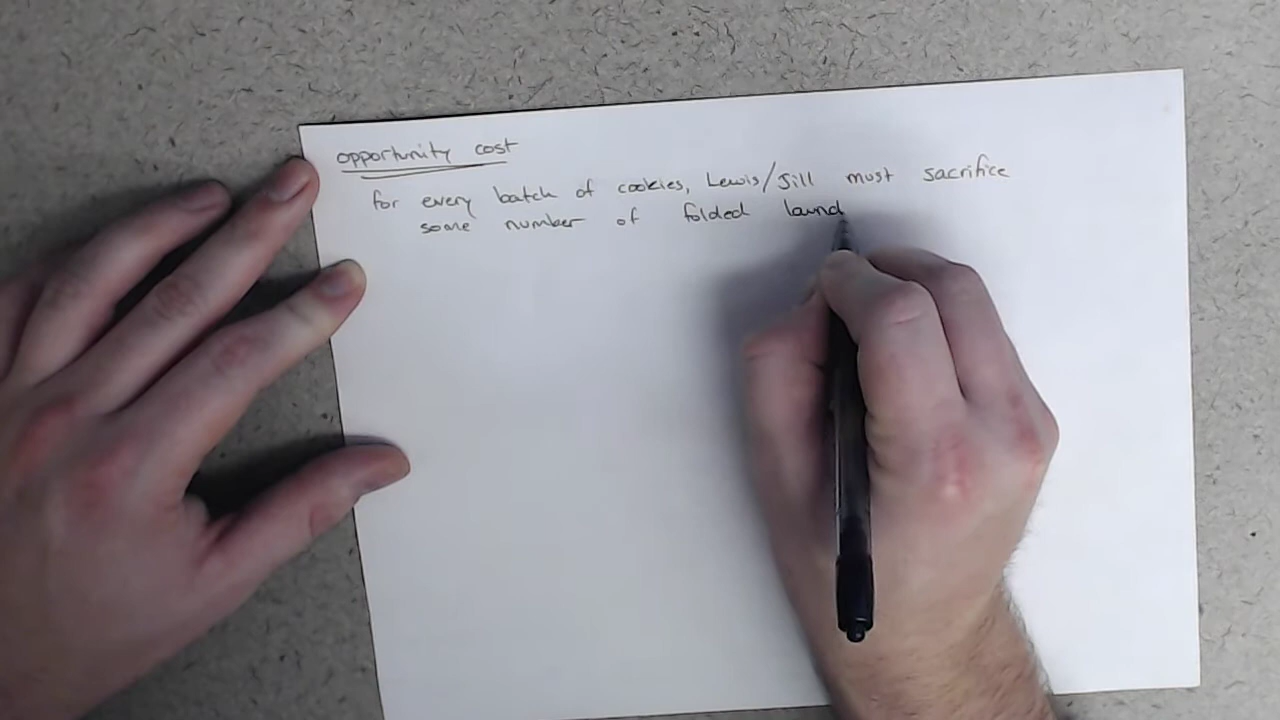 opportunity cost
for every batch of cookies, Lewis/Jill must sacrifice
some number of folded laund